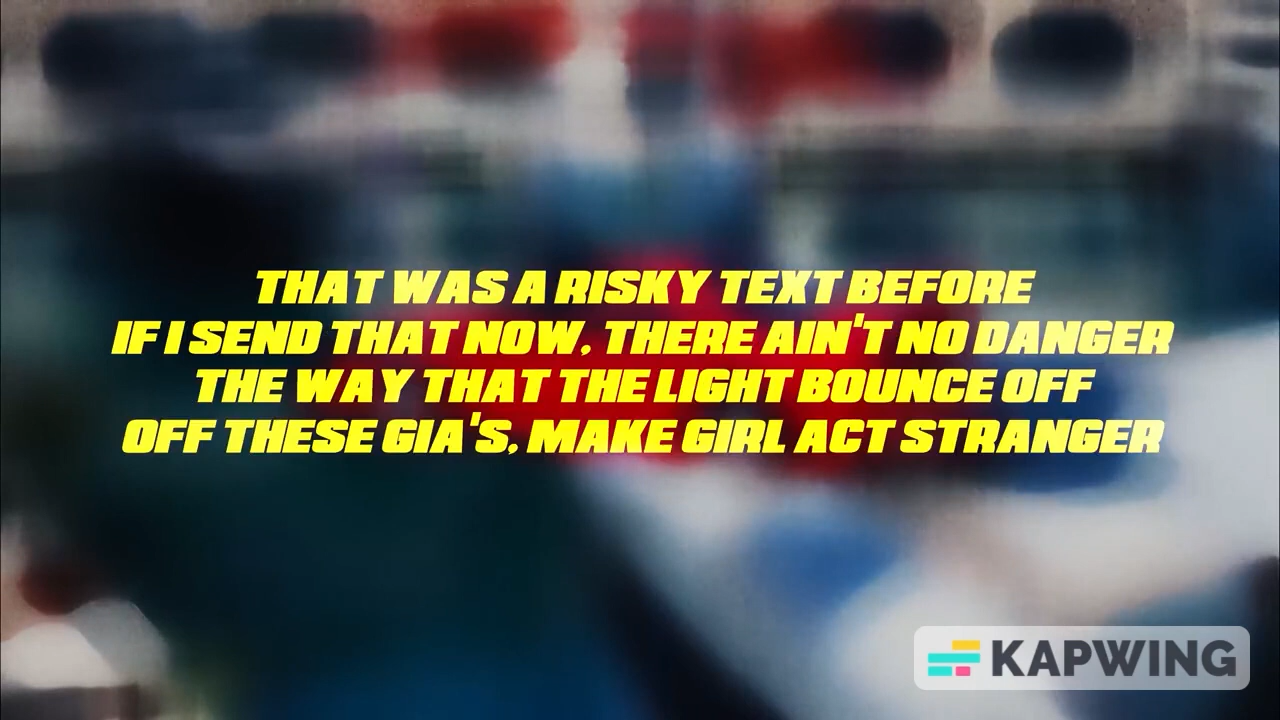 THAT WAS A RISKY TEXT BEFORE
IF I SEND THAT NOW, THERE AIN'T NO DANGER
THE WAY THAT THE LIGHT BOUNCE OFF
OFF THESE GIA'S, MAKE GIRL ACT STRANGER
KAPWING